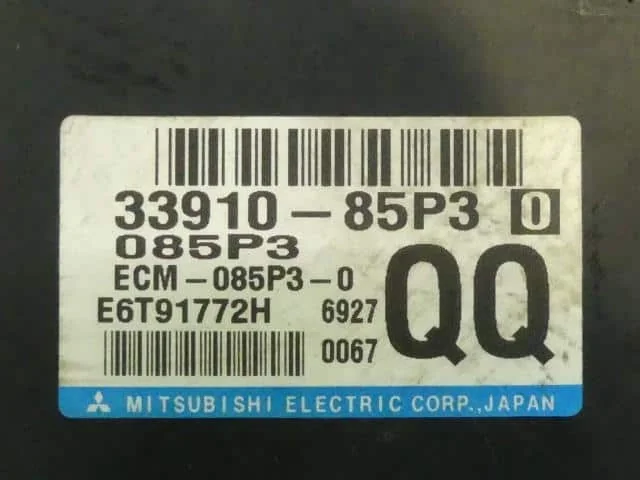 33910-85P3 0
085P3
ECM-085P3-0
E6T91772H 6927
0067
QQ
MITSUBISHI ELECTRIC CORP.,JAPAN